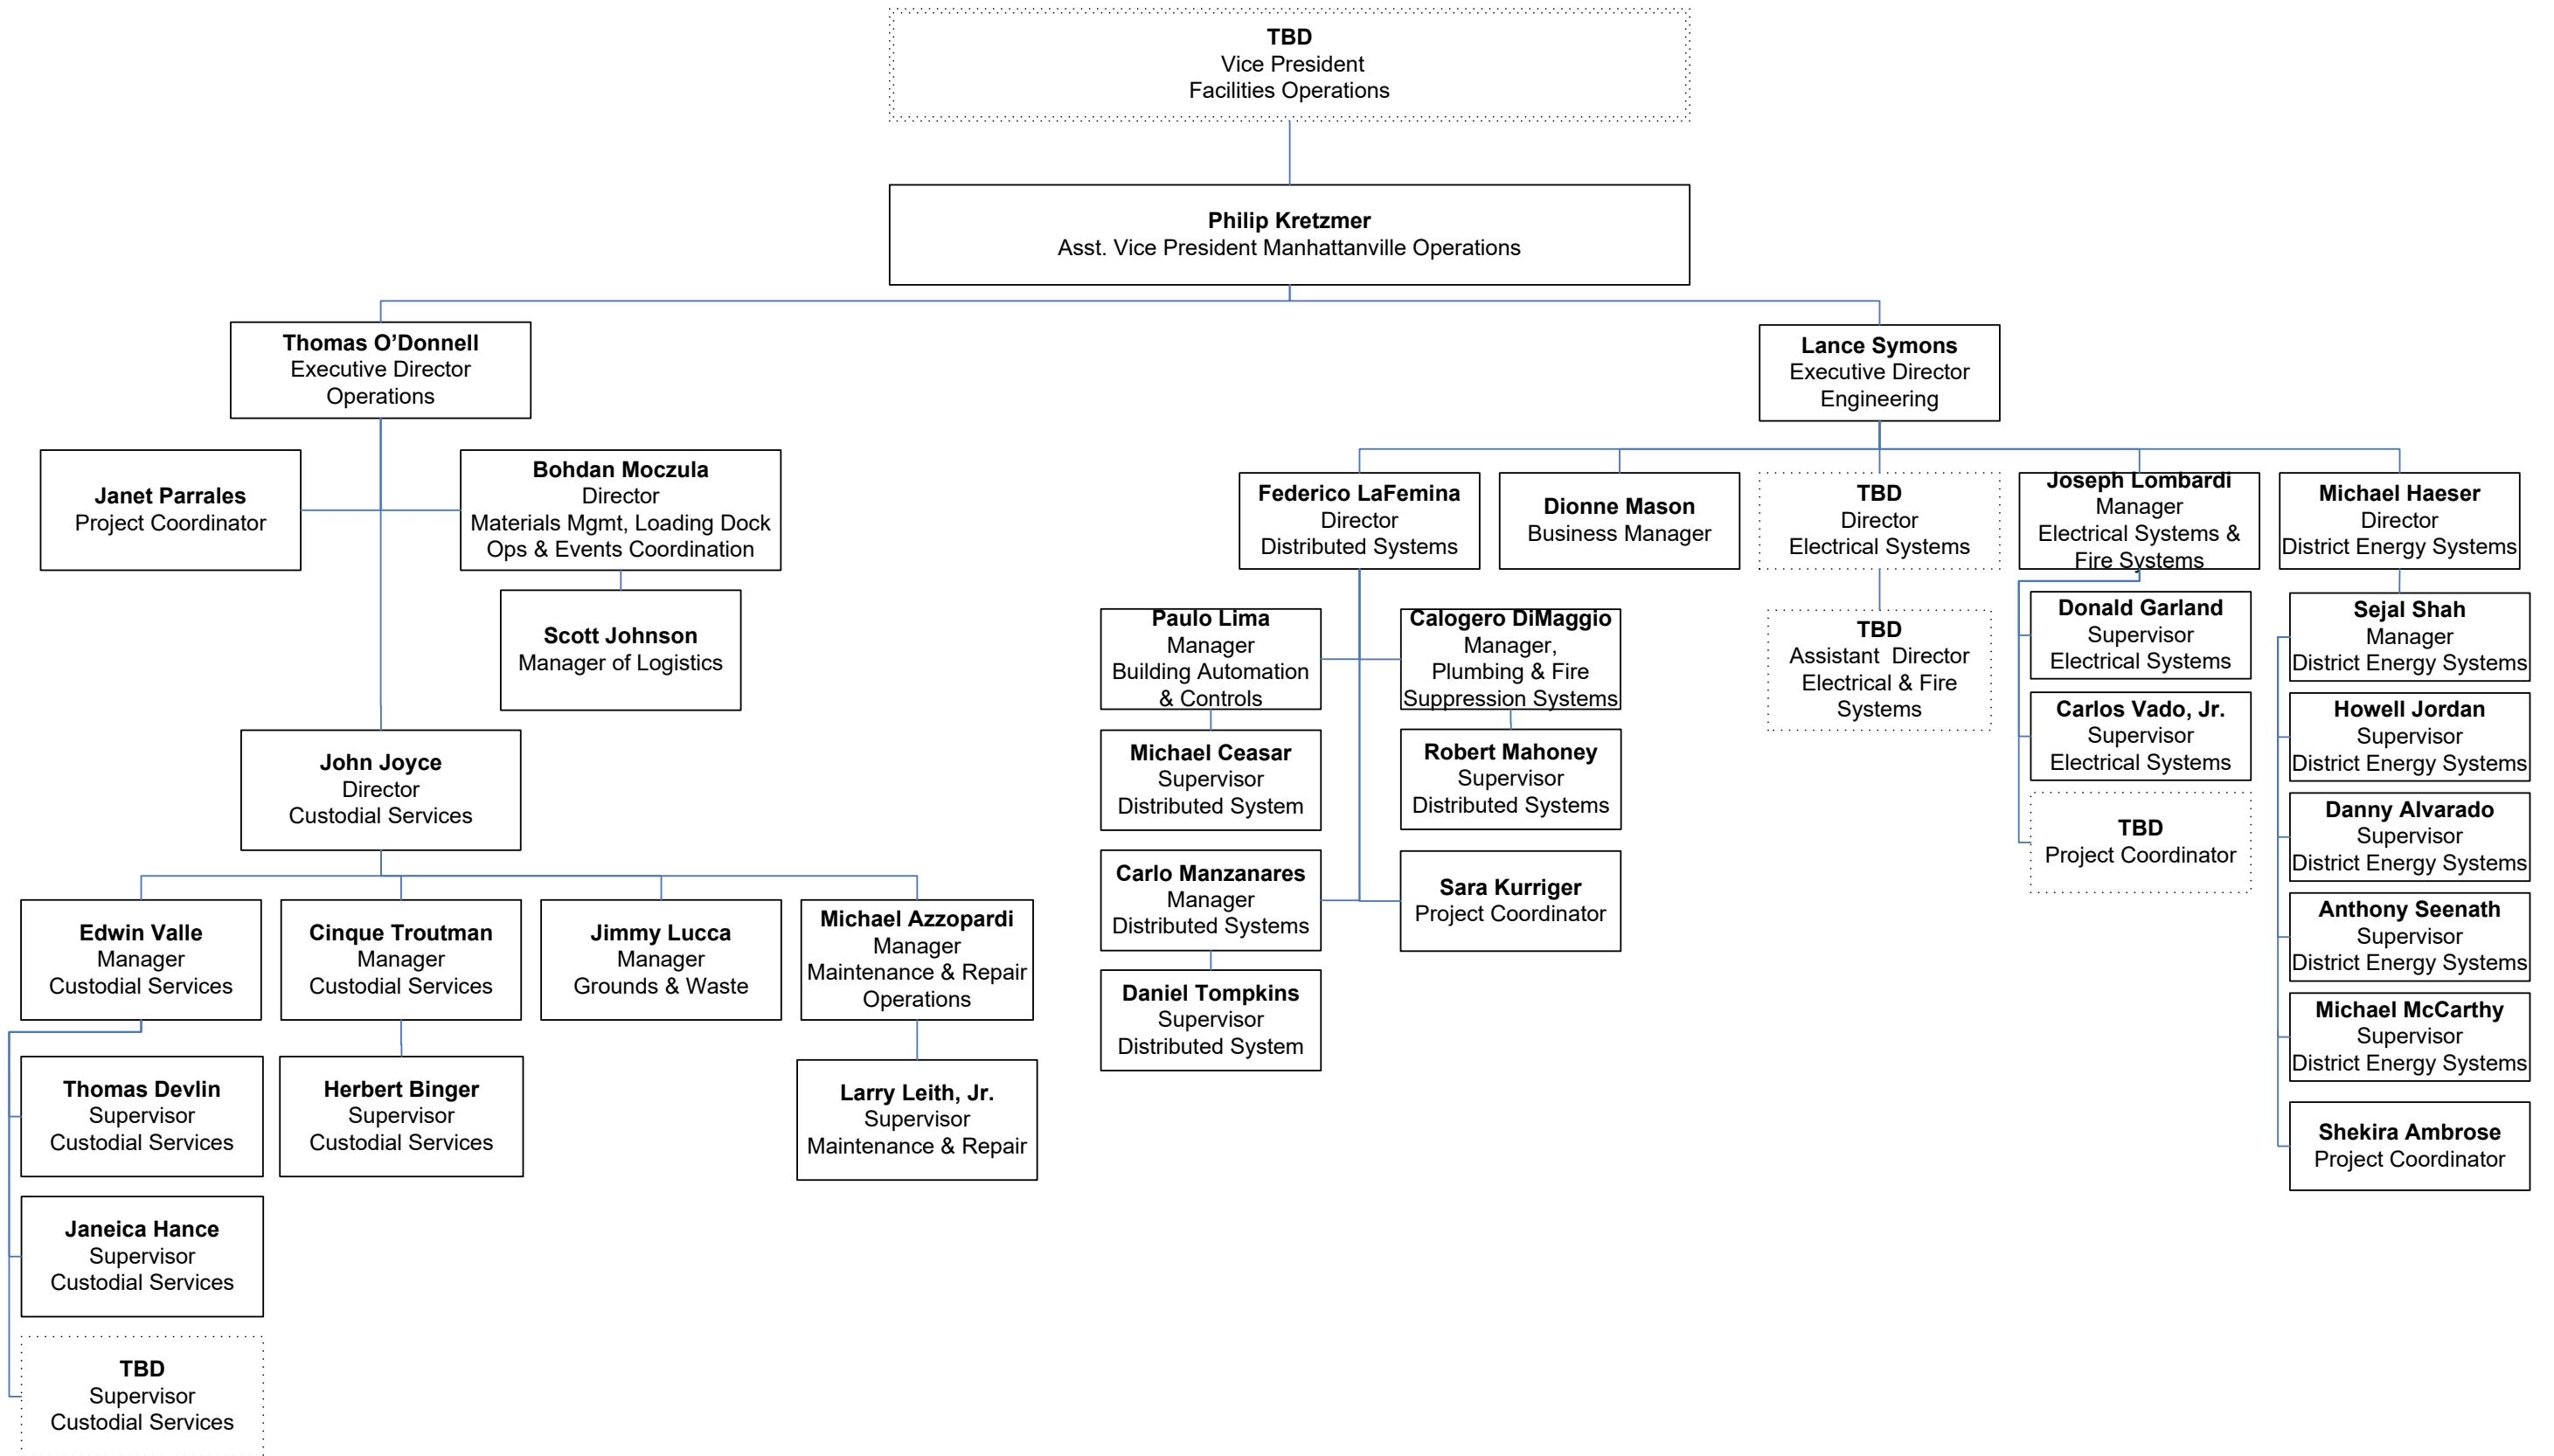 TBD
Vice President
Facilities Operations
Philip Kretzmer
Asst. Vice President Manhattanville Operations
Thomas O’Donnell
Executive Director
Operations
Lance Symons
Executive Director
Engineering
Janet Parrales
Project Coordinator
Bohdan Moczula
Director
Materials Mgmt, Loading Dock
Ops & Events Coordination
Scott Johnson
Manager of Logistics
John Joyce
Director
Custodial Services
Edwin Valle
Manager
Custodial Services
Cinque Troutman
Manager
Custodial Services
Jimmy Lucca
Manager
Grounds & Waste
Michael Azzopardi
Manager
Maintenance & Repair
Operations
Thomas Devlin
Supervisor
Custodial Services
Herbert Binger
Supervisor
Custodial Services
Larry Leith, Jr.
Supervisor
Maintenance & Repair
Janeica Hance
Supervisor
Custodial Services
TBD
Supervisor
Custodial Services
Federico LaFemina
Director
Distributed Systems
Dionne Mason
Business Manager
TBD
Director
Electrical Systems
Joseph Lombardi
Manager
Electrical Systems &
Fire Systems
Michael Haeser
Director
District Energy Systems
Paulo Lima
Manager
Building Automation
& Controls
Calogero DiMaggio
Manager,
Plumbing & Fire
Suppression Systems
Michael Ceasar
Supervisor
Distributed System
Robert Mahoney
Supervisor
Distributed Systems
Carlo Manzanares
Manager
Distributed Systems
Sara Kurriger
Project Coordinator
Daniel Tompkins
Supervisor
Distributed System
TBD
Assistant  Director
Electrical & Fire
Systems
Donald Garland
Supervisor
Electrical Systems
Carlos Vado, Jr.
Supervisor
Electrical Systems
TBD
Project Coordinator
Sejal Shah
Manager
District Energy Systems
Howell Jordan
Supervisor
District Energy Systems
Danny Alvarado
Supervisor
District Energy Systems
Anthony Seenath
Supervisor
District Energy Systems
Michael McCarthy
Supervisor
District Energy Systems
Shekira Ambrose
Project Coordinator